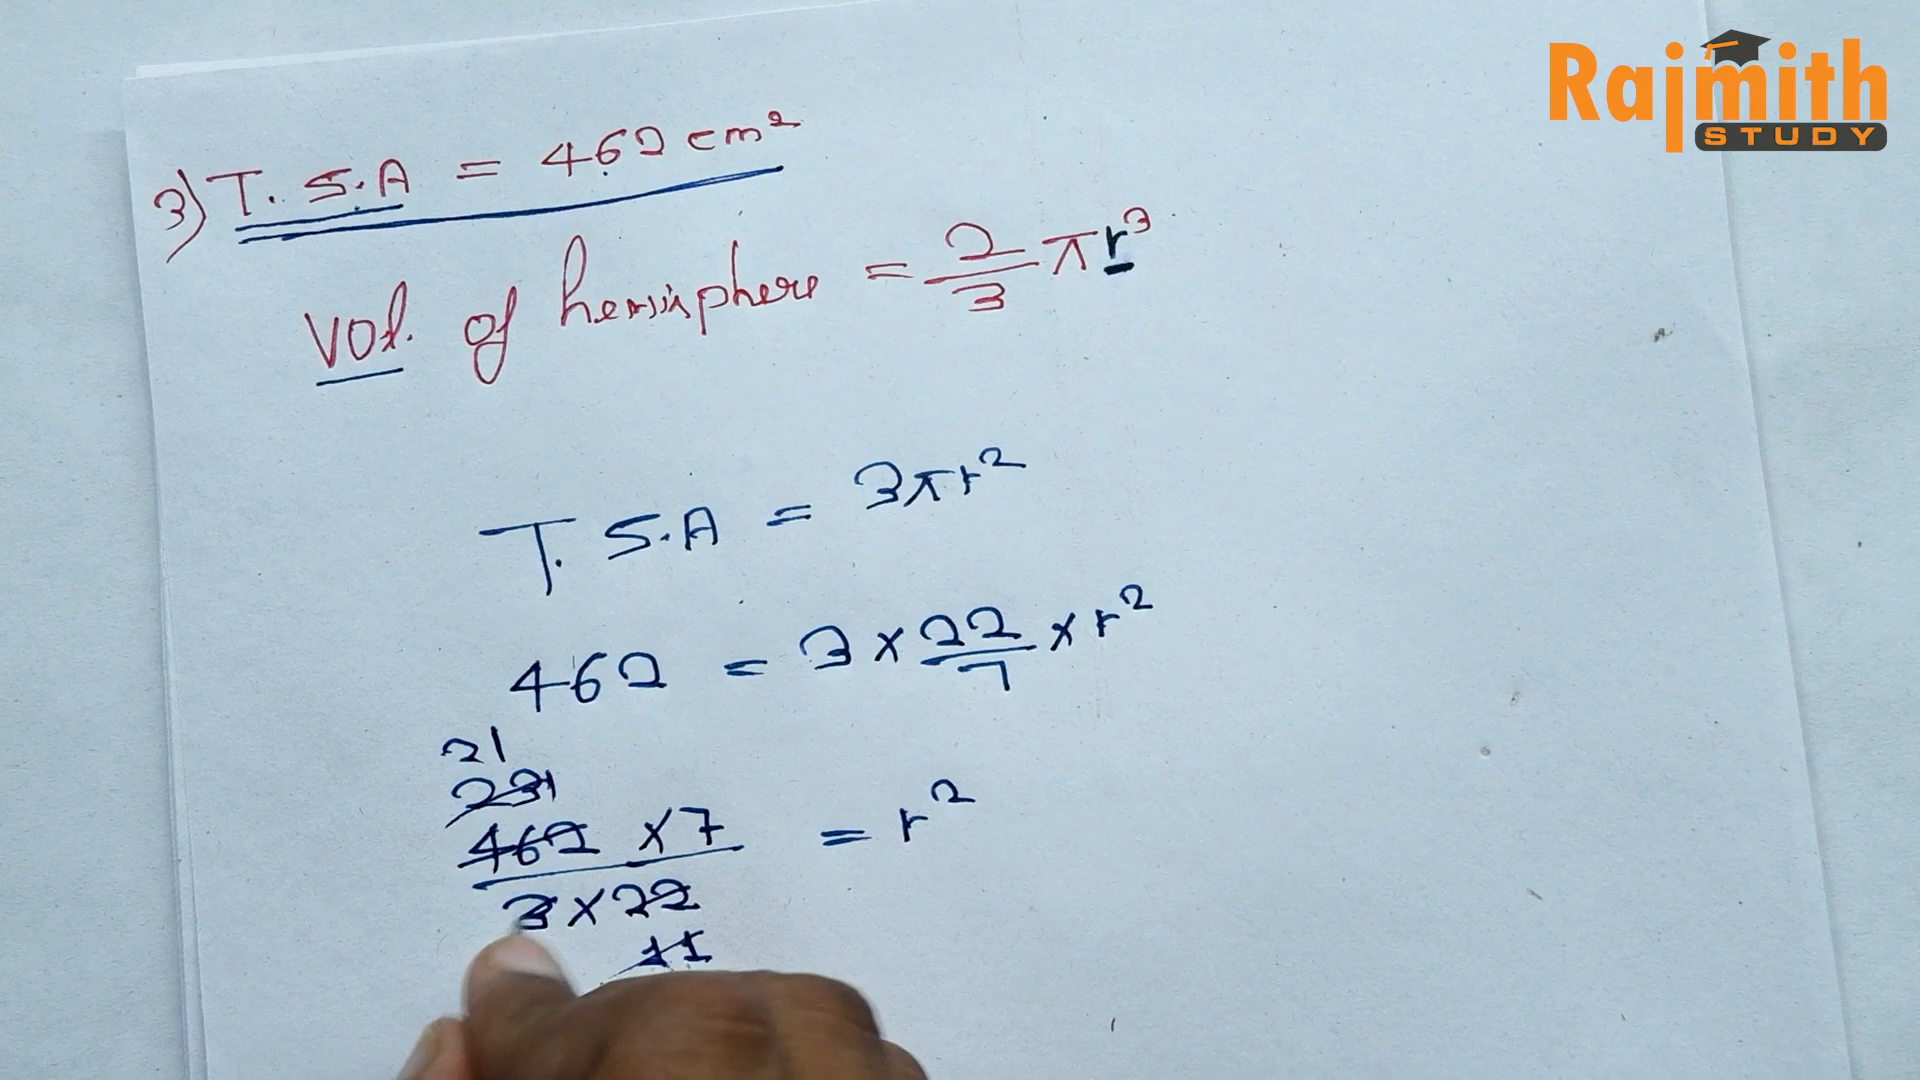 Rajmith
STUDY
3) T.S.A = 462 cm²
Vol. of hemisphere = 2/3 πr³
T.S.A = 3πr²
462 = 3 × 22/7 × r²
21
231
462 × 7 = r²
3 × 22
11